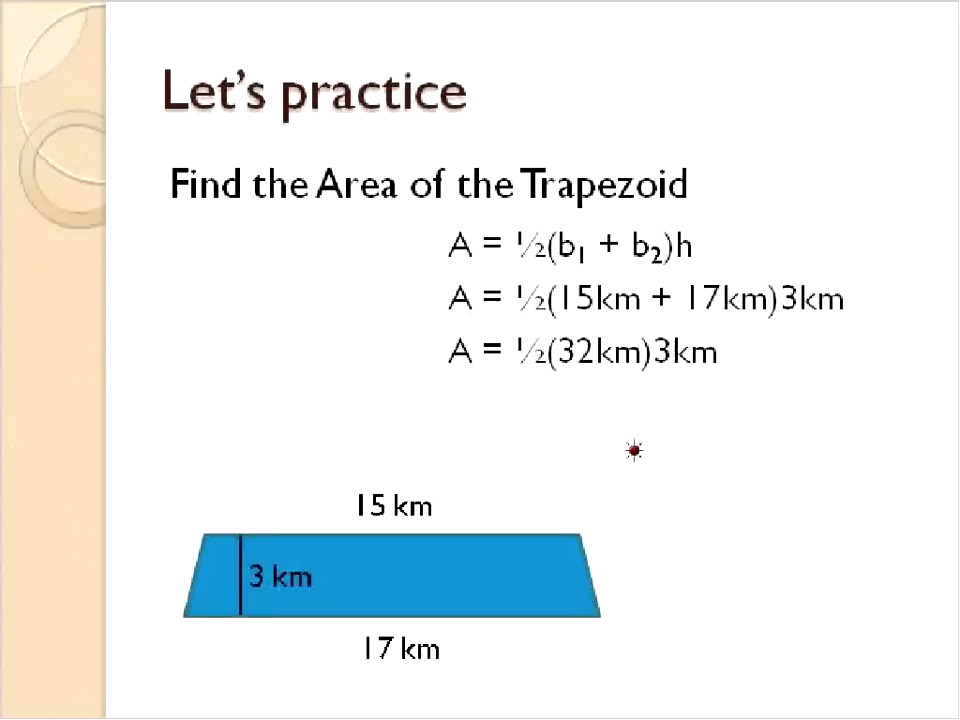 Let's practice
Find the Area of the Trapezoid
A = ½(b₁ + b₂)h
A = ½(15km + 17km)3km
A = ½(32km)3km
15 km
3 km
17 km